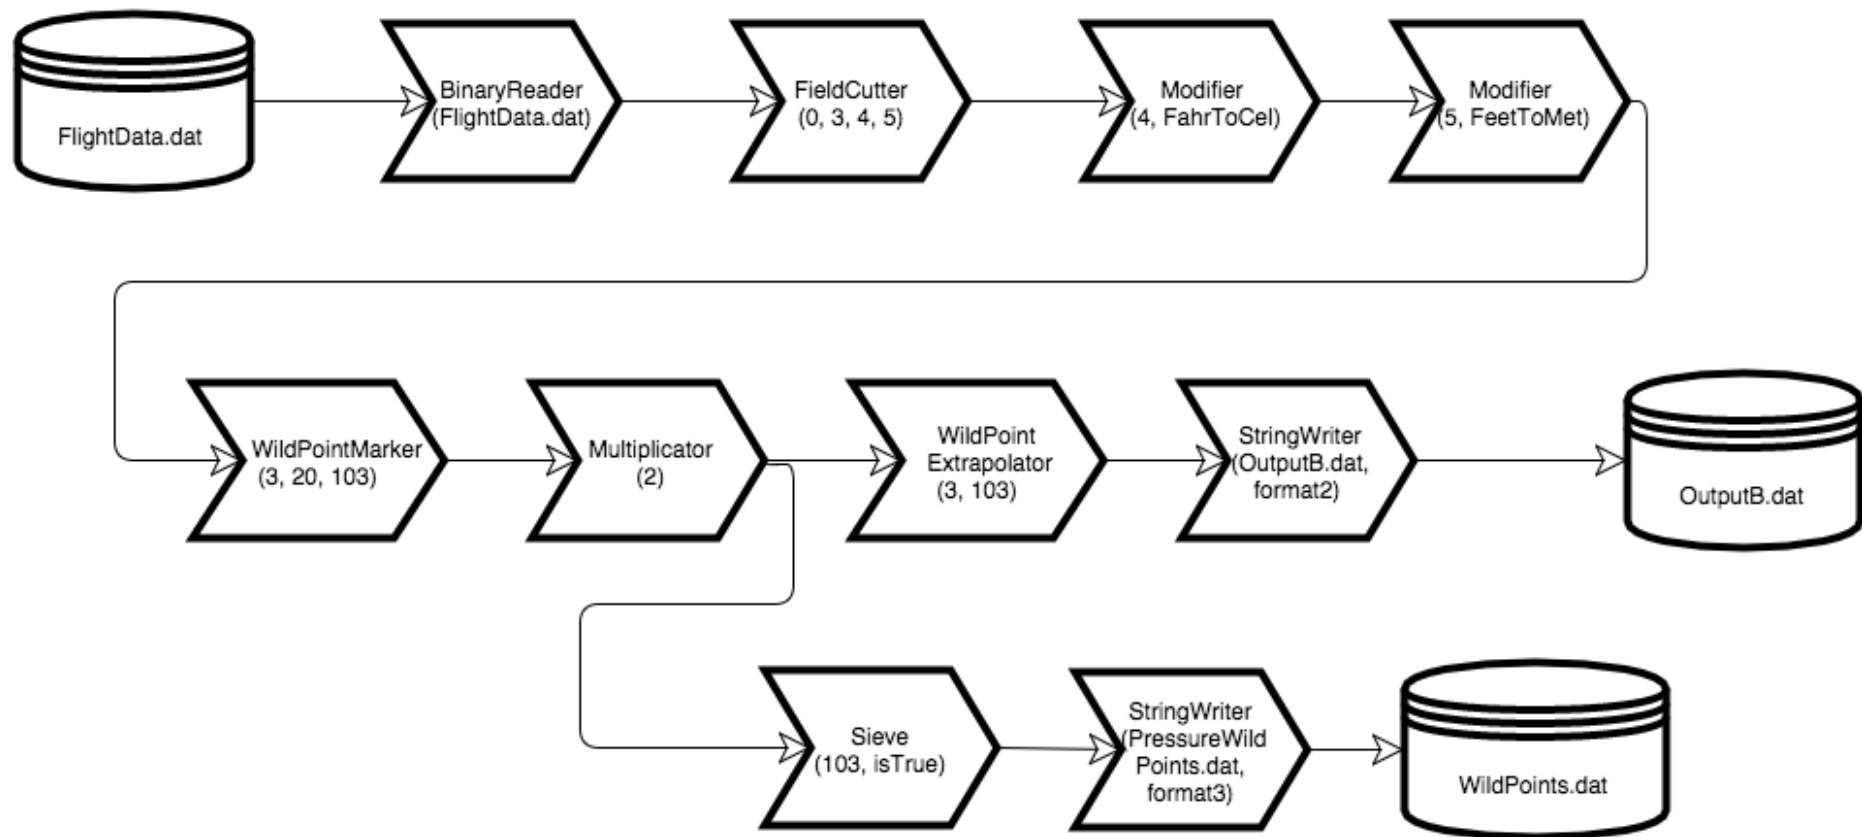 FlightData.dat
BinaryReader
(FlightData.dat)
FieldCutter
(0, 3, 4, 5)
Modifier
(4, FahrToCel)
Modifier
(5, FeetToMet)
WildPointMarker
(3, 20, 103)
Multiplicator
(2)
WildPoint
Extrapolator
(3, 103)
StringWriter
(OutputB.dat,
format2)
OutputB.dat
Sieve
(103, isTrue)
StringWriter
(PressureWild
Points.dat,
format3)
WildPoints.dat